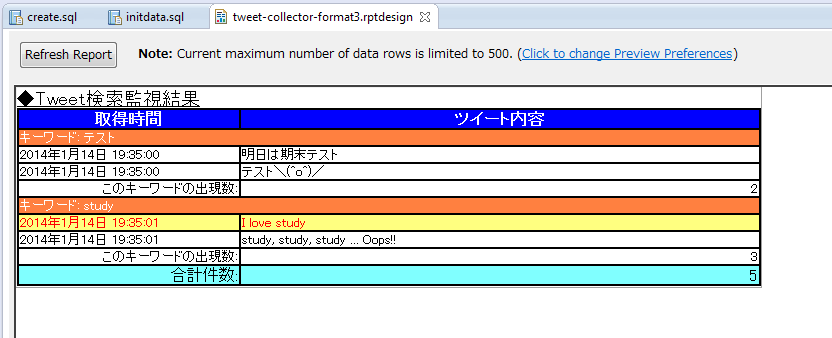 create.sql initdata.sql tweet-collector-format3.rptdesign
Refresh Report Note: Current maximum number of data rows is limited to 500. (Click to change Preview Preferences)
◆Tweet検索監視結果
取得時間 ツイート内容
キーワード: テスト
2014年1月14日 19:35:00 明日は期末テスト
2014年1月14日 19:35:00 テスト＼(^o^)／
このキーワードの出現数: 2
キーワード: study
2014年1月14日 19:35:01 I love study
2014年1月14日 19:35:01 study, study, study ... Oops!!
このキーワードの出現数: 3
合計件数: 5